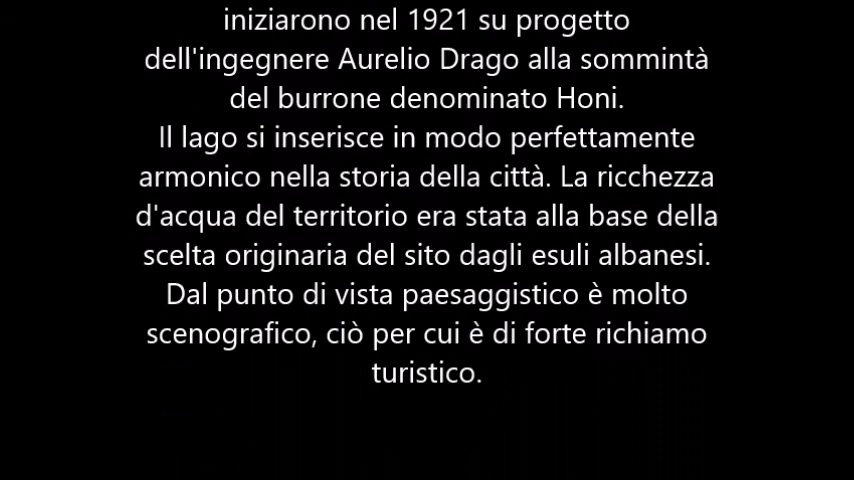 iniziarono nel 1921 su progetto
dell'ingegnere Aurelio Drago alla sommintà
del burrone denominato Honi.
Il lago si inserisce in modo perfettamente
armonico nella storia della città. La ricchezza
d'acqua del territorio era stata alla base della
scelta originaria del sito dagli esuli albanesi.
Dal punto di vista paesaggistico è molto
scenografico, ciò per cui è di forte richiamo
turistico.